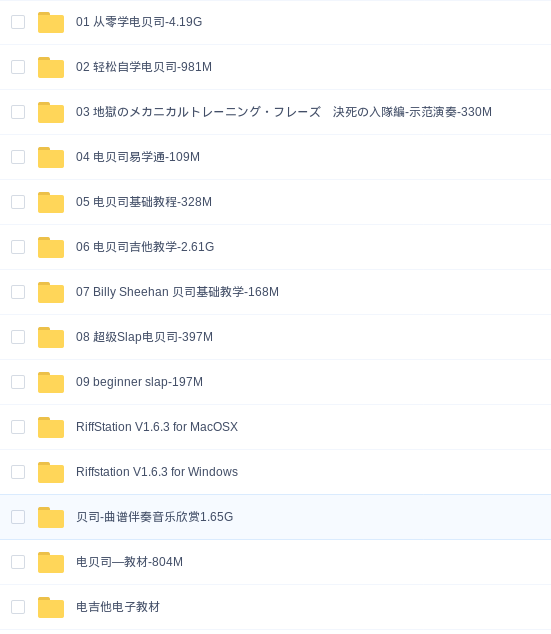 01 从零学电贝司-4.19G
02 轻松自学电贝司-981M
03 地獄のメカニカルトレーニング・フレーズ　決死の入隊編-示范演奏-330M
04 电贝司易学通-109M
05 电贝司基础教程-328M
06 电贝司吉他教学-2.61G
07 Billy Sheehan 贝司基础教学-168M
08 超级Slap电贝司-397M
09 beginner slap-197M
RiffStation V1.6.3 for MacOSX
Riffstation V1.6.3 for Windows
贝司-曲谱伴奏音乐欣赏1.65G
电贝司—教材-804M
电吉他电子教材